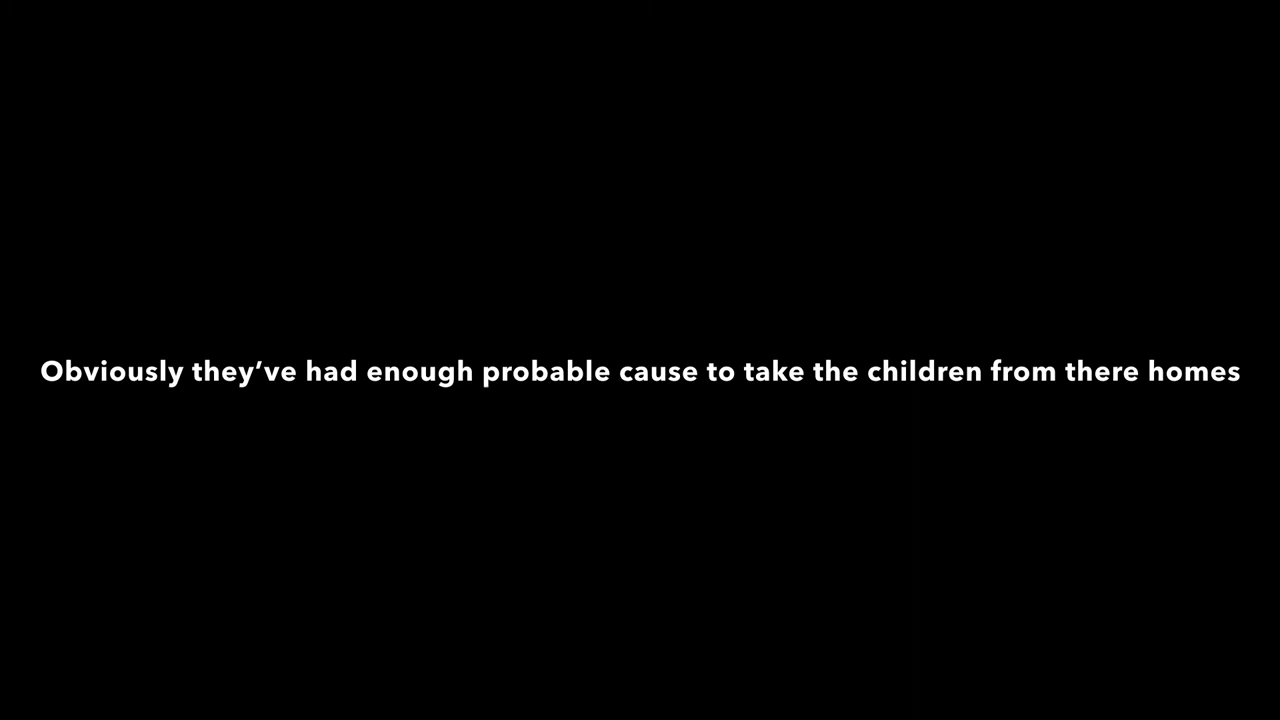 Obviously they’ve had enough probable cause to take the children from there homes